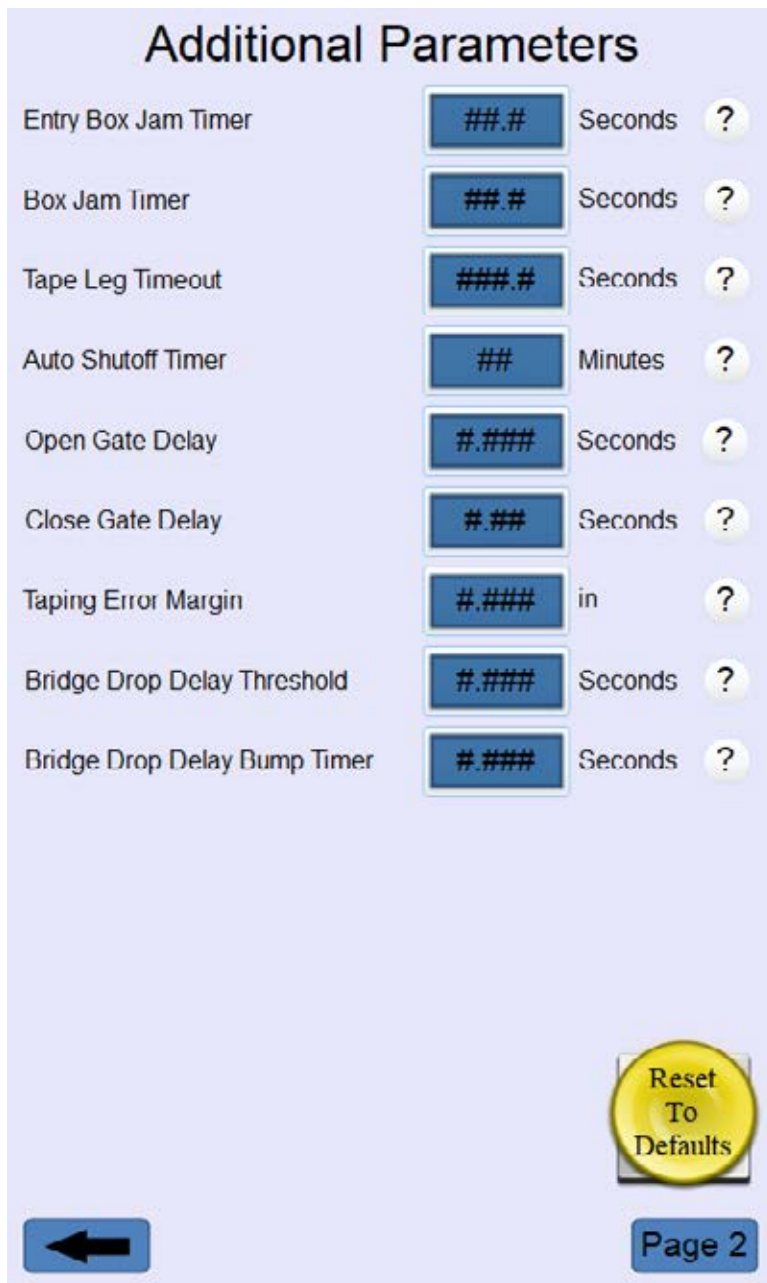 Additional Parameters
Entry Box Jam Timer ##.# Seconds ?
Box Jam Timer ##.# Seconds ?
Tape Leg Timeout ###.# Seconds ?
Auto Shutoff Timer ## Minutes ?
Open Gate Delay #.### Seconds ?
Close Gate Delay #.## Seconds ?
Taping Error Margin #.### in ?
Bridge Drop Delay Threshold #.### Seconds ?
Bridge Drop Delay Bump Timer #.### Seconds ?
Reset
To
Defaults
Page 2